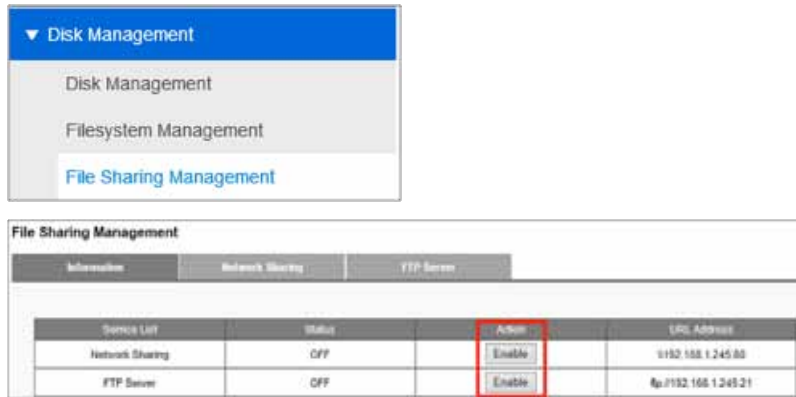 Disk Management
Disk Management
Filesystem Management
File Sharing Management
File Sharing Management
Information Network Sharing FTP Server
Service List Status Action URL Address
Network Sharing OFF Enable \\192.168.1.245:80
FTP Server OFF Enable ftp://192.168.1.245:21